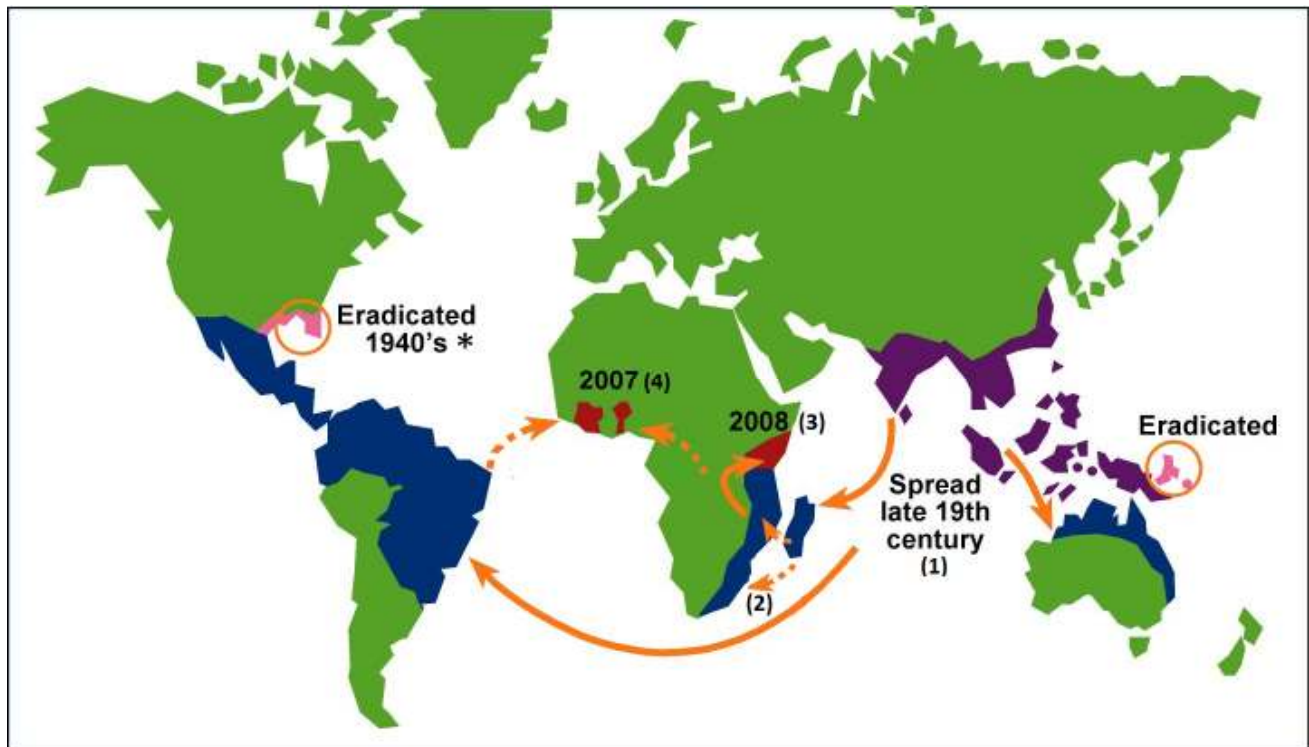 Eradicated
1940's *
2007 (4)
2008 (3)
Eradicated
Spread
late 19th
century
(1)
(2)